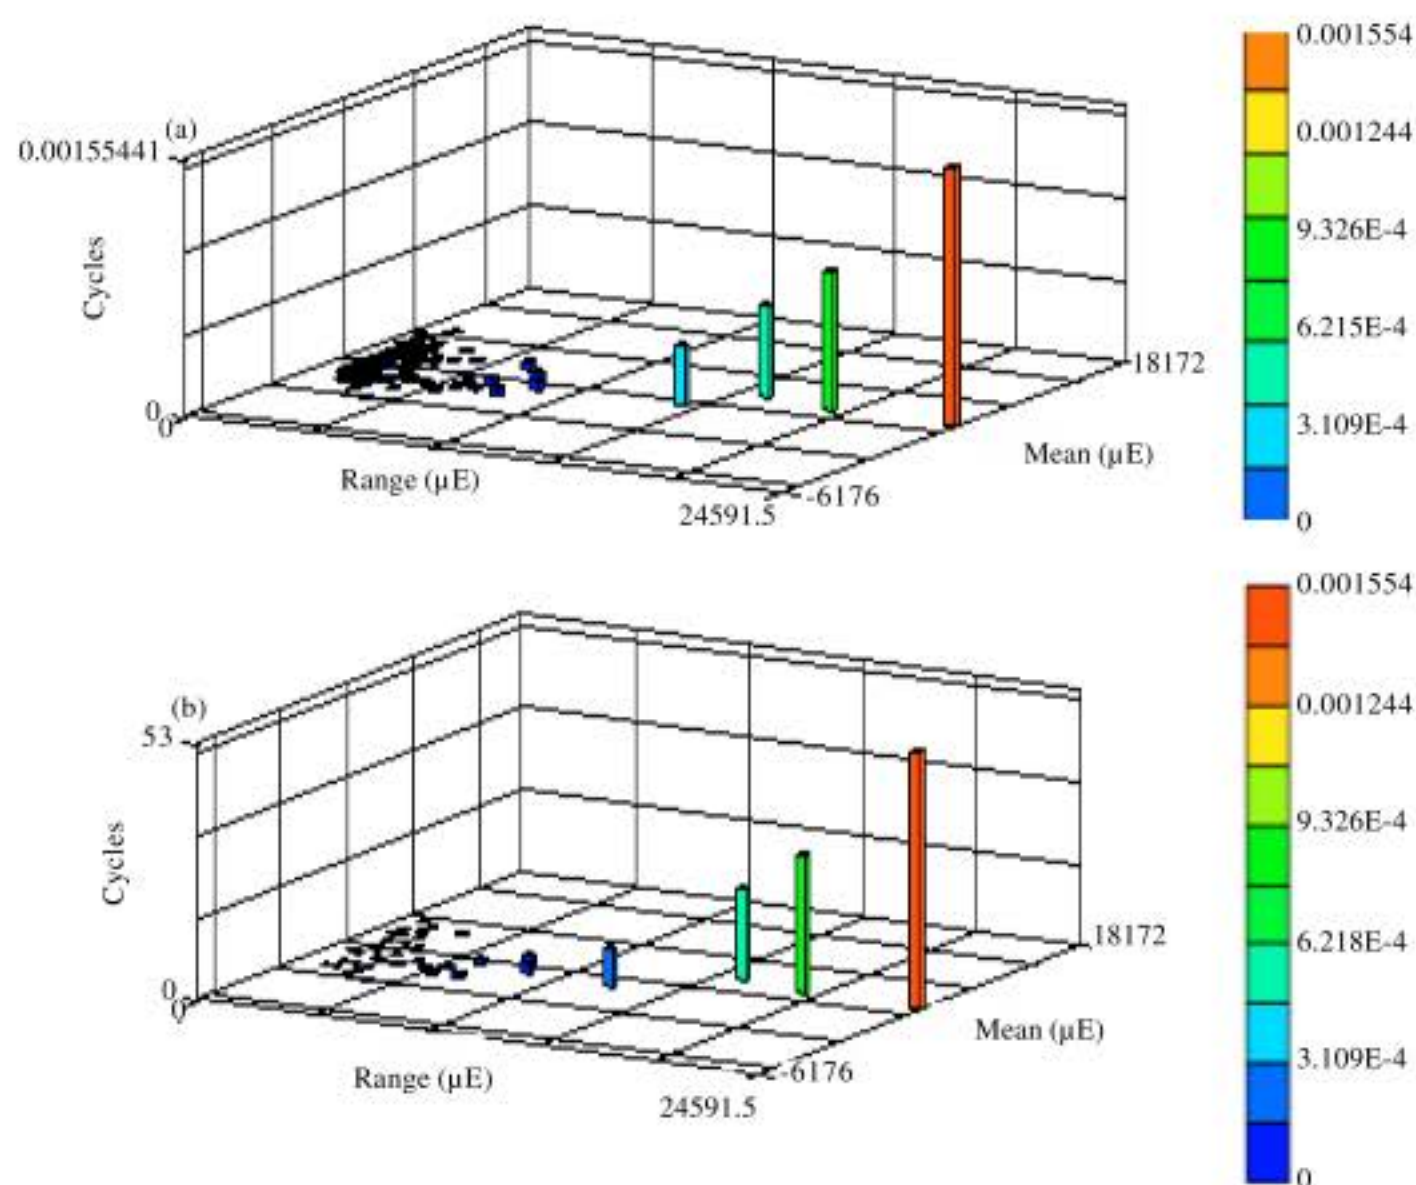 (a)
0.00155441
Cycles
0
0
Range (µE)
24591.5
-6176
Mean (µE)
18172
0.001554
0.001244
9.326E-4
6.215E-4
3.109E-4
0
(b)
53
Cycles
0
0
Range (µE)
24591.5
-6176
Mean (µE)
18172
0.001554
0.001244
9.326E-4
6.218E-4
3.109E-4
0